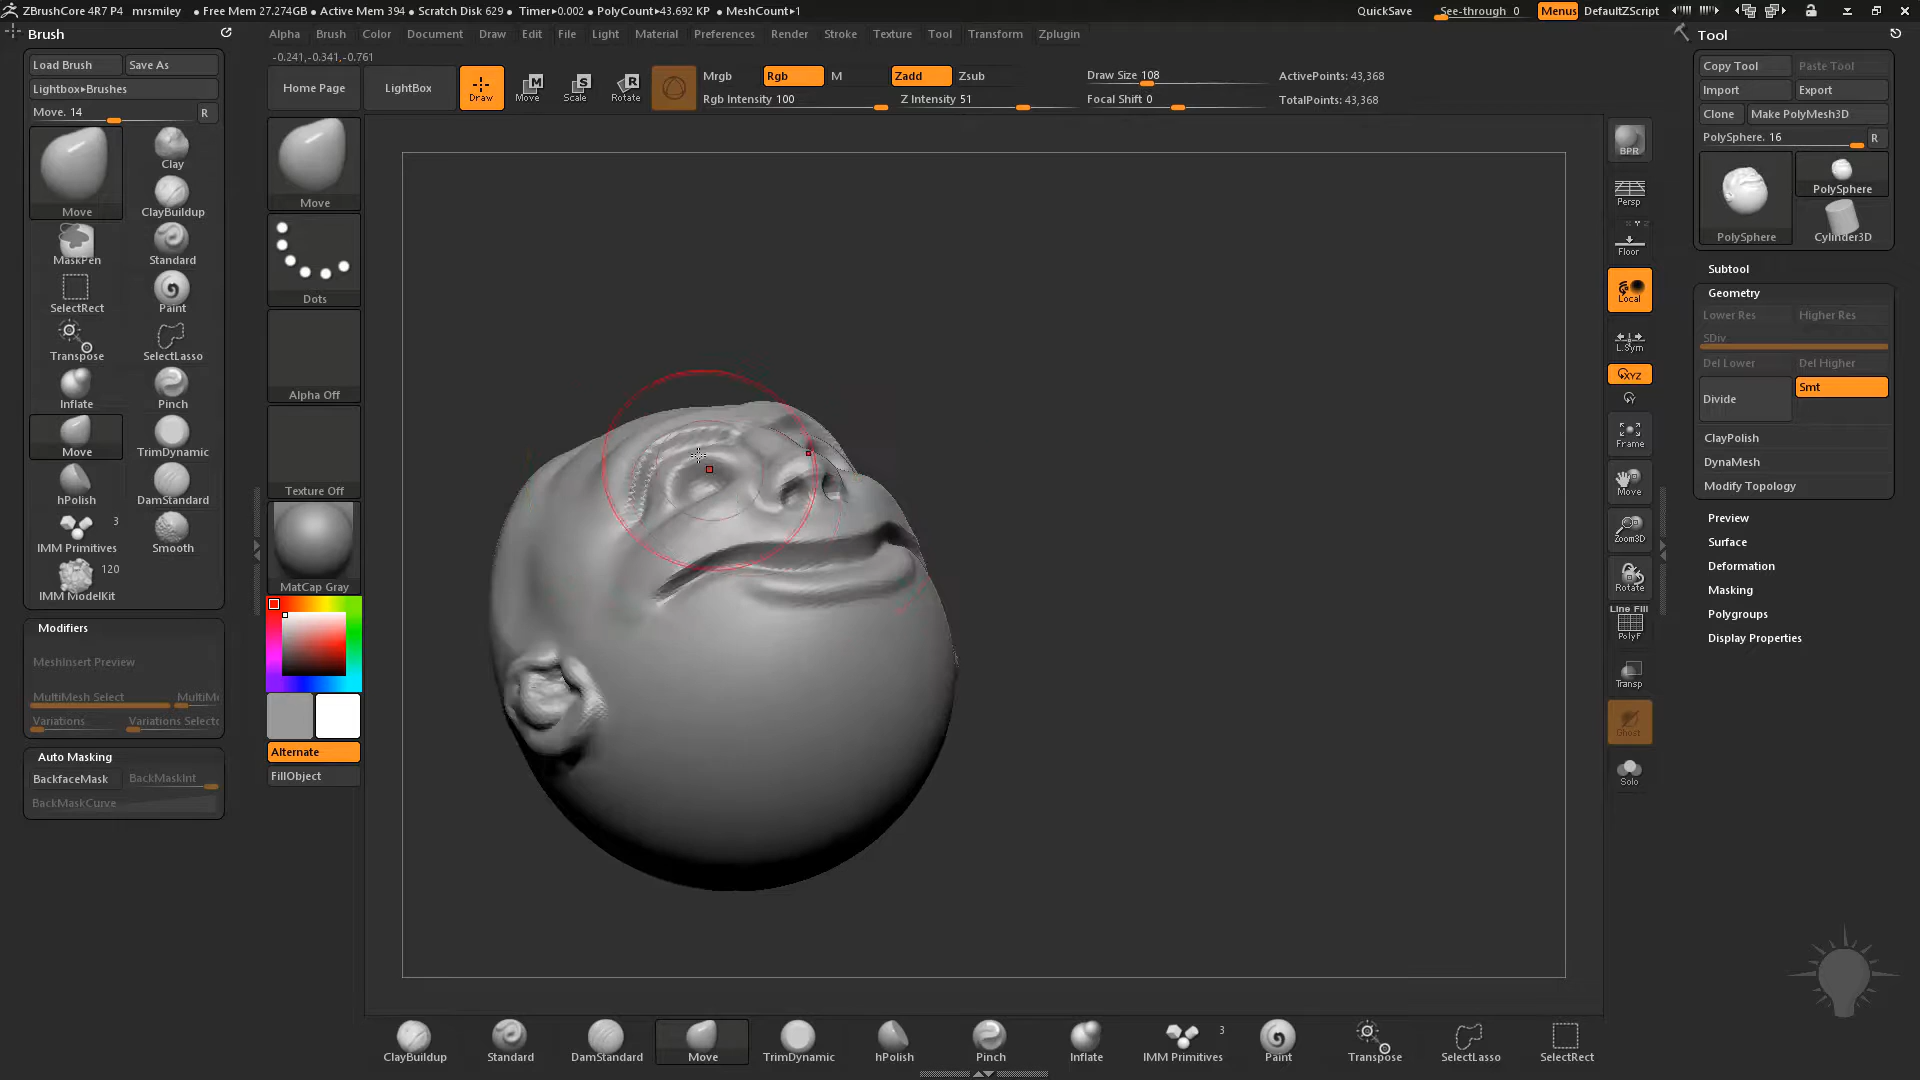 ZBrushCore 4R7 P4 mrsmiley • Free Mem 27.274GB • Active Mem 394 • Scratch Disk 629 • Timer▸0.002 • PolyCount▸43.692 KP • MeshCount▸1 QuickSave See-through 0 Menus DefaultZScript
Brush
Alpha Brush Color Document Draw Edit File Light Material Preferences Render Stroke Texture Tool Transform Zplugin
Tool
-0.241,-0.341,-0.761
Load Brush Save As
Lightbox▸Brushes
Move. 14 R
Move
Clay
ClayBuildup
MaskPen
Standard
SelectRect
Paint
Transpose
SelectLasso
Inflate
Pinch
Move
TrimDynamic
hPolish
DamStandard
3
IMM Primitives
Smooth
120
IMM ModelKit
Modifiers
MeshInsert Preview
MultiMesh Select MultiMe
Variations Variations Selecto
Auto Masking
BackfaceMask BackMaskInt
BackMaskCurve
Home Page LightBox Draw Move Scale Rotate
M S R
Mrgb Rgb M Zadd Zsub
Rgb Intensity 100 Z Intensity 51
Draw Size 108 ActivePoints: 43,368
Focal Shift 0 TotalPoints: 43,368
Move
Dots
Alpha Off
Texture Off
MatCap Gray
Alternate
FillObject
BPR
Persp
Floor
Local
L.Sym
XYZ
Y
Frame
Move
Zoom3D
Rotate
Line Fill
PolyF
Transp
Ghost
Solo
Copy Tool Paste Tool
Import Export
Clone Make PolyMesh3D
PolySphere. 16 R
PolySphere
PolySphere
Cylinder3D
Subtool
Geometry
Lower Res Higher Res
SDiv
Del Lower Del Higher
Divide Smt
ClayPolish
DynaMesh
Modify Topology
Preview
Surface
Deformation
Masking
Polygroups
Display Properties
3
ClayBuildup Standard DamStandard Move TrimDynamic hPolish Pinch Inflate IMM Primitives Paint Transpose SelectLasso SelectRect